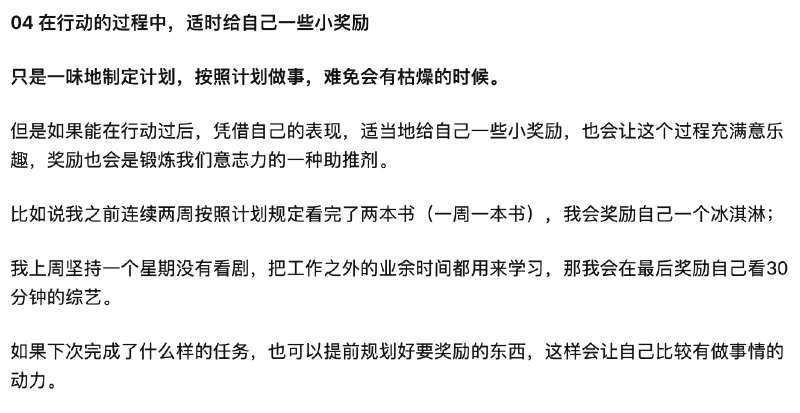 04 在行动的过程中，适时给自己一些小奖励
只是一味地制定计划，按照计划做事，难免会有枯燥的时候。
但是如果能在行动过后，凭借自己的表现，适当地给自己一些小奖励，也会让这个过程充满意乐
趣，奖励也会是锻炼我们意志力的一种助推剂。
比如说我之前连续两周按照计划规定看完了两本书（一周一本书），我会奖励自己一个冰淇淋；
我上周坚持一个星期没有看剧，把工作之外的业余时间都用来学习，那我会在最后奖励自己看30
分钟的综艺。
如果下次完成了什么样的任务，也可以提前规划好要奖励的东西，这样会让自己比较有做事情的
动力。